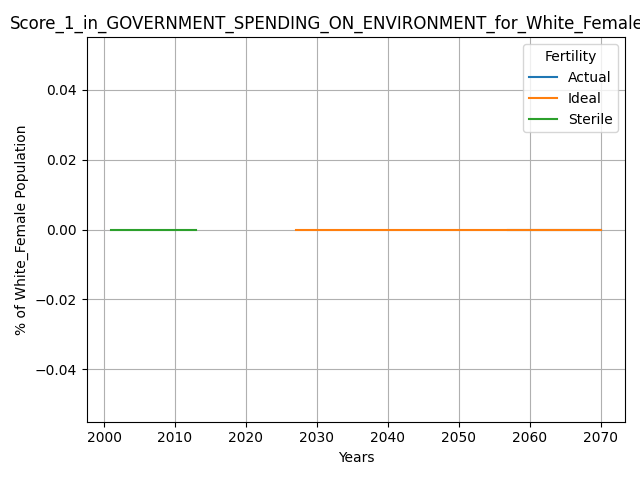 Score_1_in_GOVERNMENT_SPENDING_ON_ENVIRONMENT_for_White_Female
Fertility
Actual
Ideal
Sterile
0.04
0.02
0.00
−0.02
−0.04
% of White_Female Population
2000 2010 2020 2030 2040 2050 2060 2070
Years